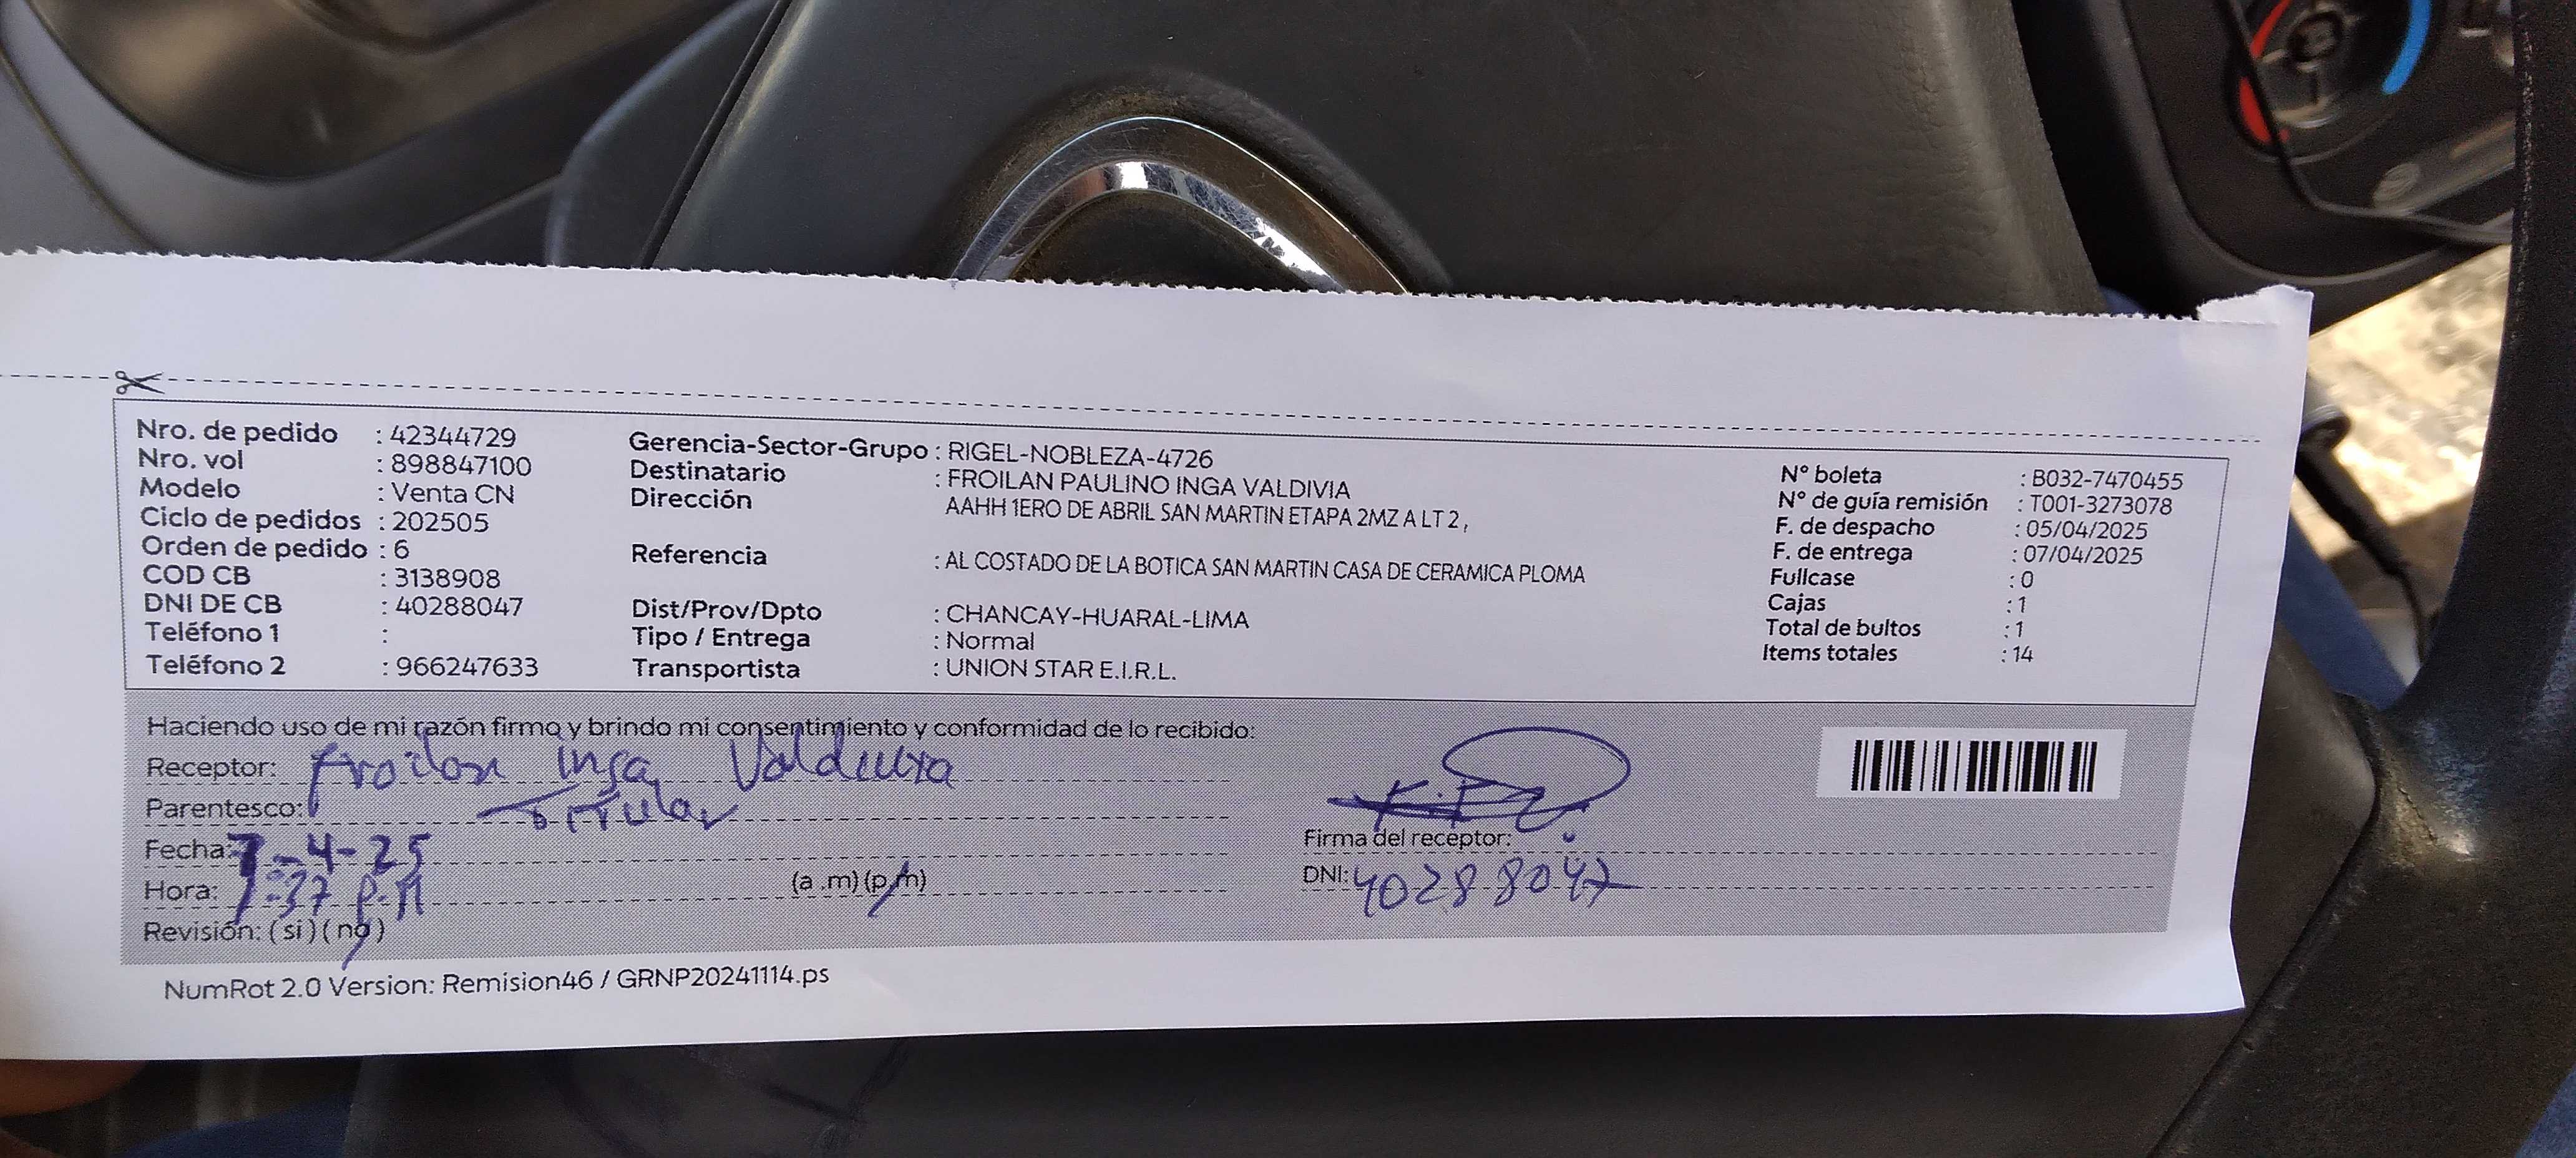 Nro. de pedido : 42344729
Nro. vol : 898847100
Modelo : Venta CN
Ciclo de pedidos : 202505
Orden de pedido : 6
COD CB : 3138908
DNI DE CB : 40288047
Teléfono 1 :
Teléfono 2 : 966247633
Gerencia-Sector-Grupo : RIGEL-NOBLEZA-4726
Destinatario : FROILAN PAULINO INGA VALDIVIA
Dirección AAHH 1ERO DE ABRIL SAN MARTIN ETAPA 2MZ A LT 2 ,
Referencia : AL COSTADO DE LA BOTICA SAN MARTIN CASA DE CERAMICA PLOMA
Dist/Prov/Dpto : CHANCAY-HUARAL-LIMA
Tipo / Entrega : Normal
Transportista : UNION STAR E.I.R.L.
N° boleta : B032-7470455
N° de guía remisión : T001-3273078
F. de despacho : 05/04/2025
F. de entrega : 07/04/2025
Fullcase : 0
Cajas : 1
Total de bultos : 1
Items totales : 14
Haciendo uso de mi razón firmo y brindo mi consentimiento y conformidad de lo recibido:
Receptor: Froilan Inga Valdivia
Parentesco: Titular
Fecha: 7-4-25
Hora: 1:37 p.m (a .m) (p.m)
Revisión: (si) (no)
Firma del receptor:
DNI: 40288047
NumRot 2.0 Version: Remision46 / GRNP20241114.ps